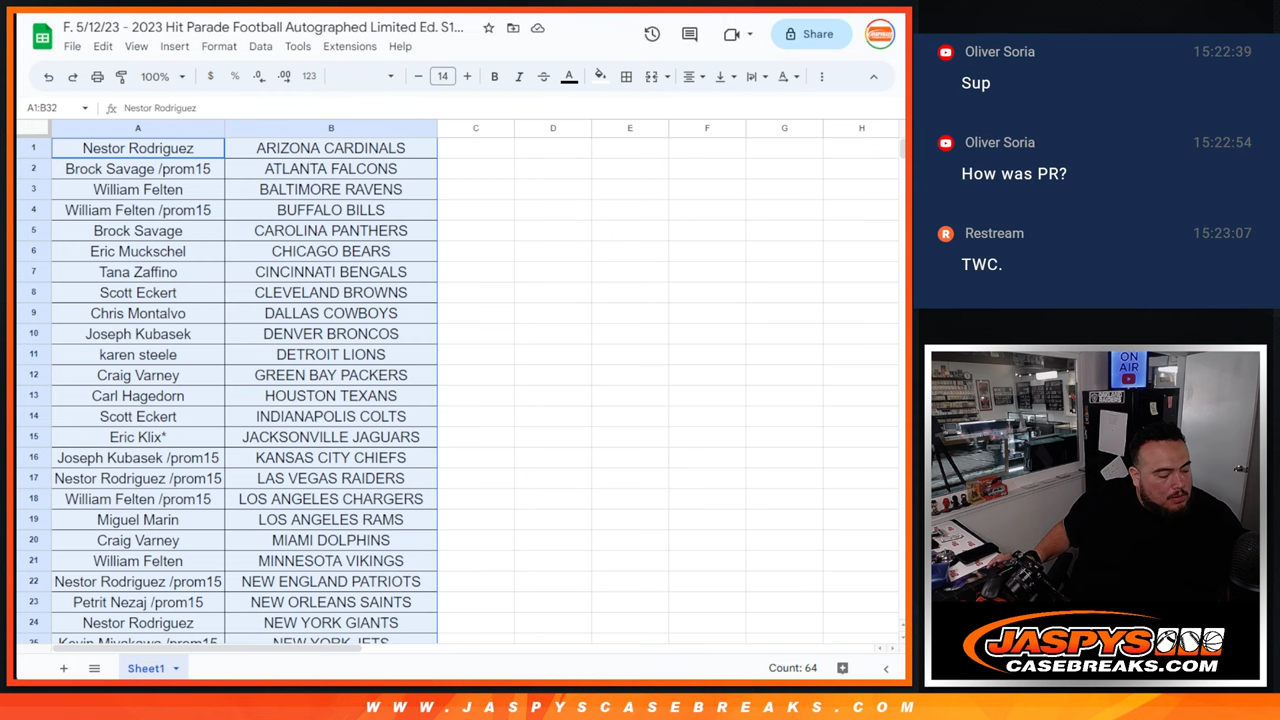 F. 5/12/23 - 2023 Hit Parade Football Autographed Limited Ed. S1...
File Edit View Insert Format Data Tools Extensions Help
Share
100% $ % .0 .00 123 14 B I A
A1:B32 fx Nestor Rodriguez
A B C D E F G H
1 Nestor Rodriguez ARIZONA CARDINALS
2 Brock Savage /prom15 ATLANTA FALCONS
3 William Felten BALTIMORE RAVENS
4 William Felten /prom15 BUFFALO BILLS
5 Brock Savage CAROLINA PANTHERS
6 Eric Muckschel CHICAGO BEARS
7 Tana Zaffino CINCINNATI BENGALS
8 Scott Eckert CLEVELAND BROWNS
9 Chris Montalvo DALLAS COWBOYS
10 Joseph Kubasek DENVER BRONCOS
11 karen steele DETROIT LIONS
12 Craig Varney GREEN BAY PACKERS
13 Carl Hagedorn HOUSTON TEXANS
14 Scott Eckert INDIANAPOLIS COLTS
15 Eric Klix* JACKSONVILLE JAGUARS
16 Joseph Kubasek /prom15 KANSAS CITY CHIEFS
17 Nestor Rodriguez /prom15 LAS VEGAS RAIDERS
18 William Felten /prom15 LOS ANGELES CHARGERS
19 Miguel Marin LOS ANGELES RAMS
20 Craig Varney MIAMI DOLPHINS
21 William Felten MINNESOTA VIKINGS
22 Nestor Rodriguez /prom15 NEW ENGLAND PATRIOTS
23 Petrit Nezaj /prom15 NEW ORLEANS SAINTS
24 Nestor Rodriguez NEW YORK GIANTS
25 Kevin Miyakawa /prom15 NEW YORK JETS
Sheet1
Count: 64
Oliver Soria 15:22:39
Sup
Oliver Soria 15:22:54
How was PR?
Restream 15:23:07
TWC.
ON
AIR
JASPYS
CASEBREAKS.COM
WWW.JASPYSCASEBREAKS.COM